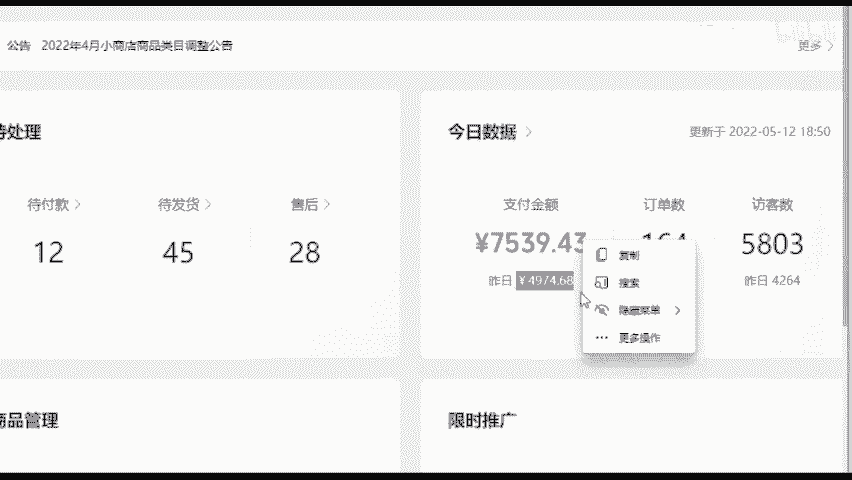 公告 2022年4月小商店商品类目调整公告 更多
待处理
待付款 待发货 售后
12 45 28
今日数据 更新于 2022-05-12 18:50
支付金额 订单数 访客数
¥7539.43 164 5803
昨日 ¥4974.68 昨日 4264
复制
搜索
隐藏菜单
更多操作
商品管理
限时推广